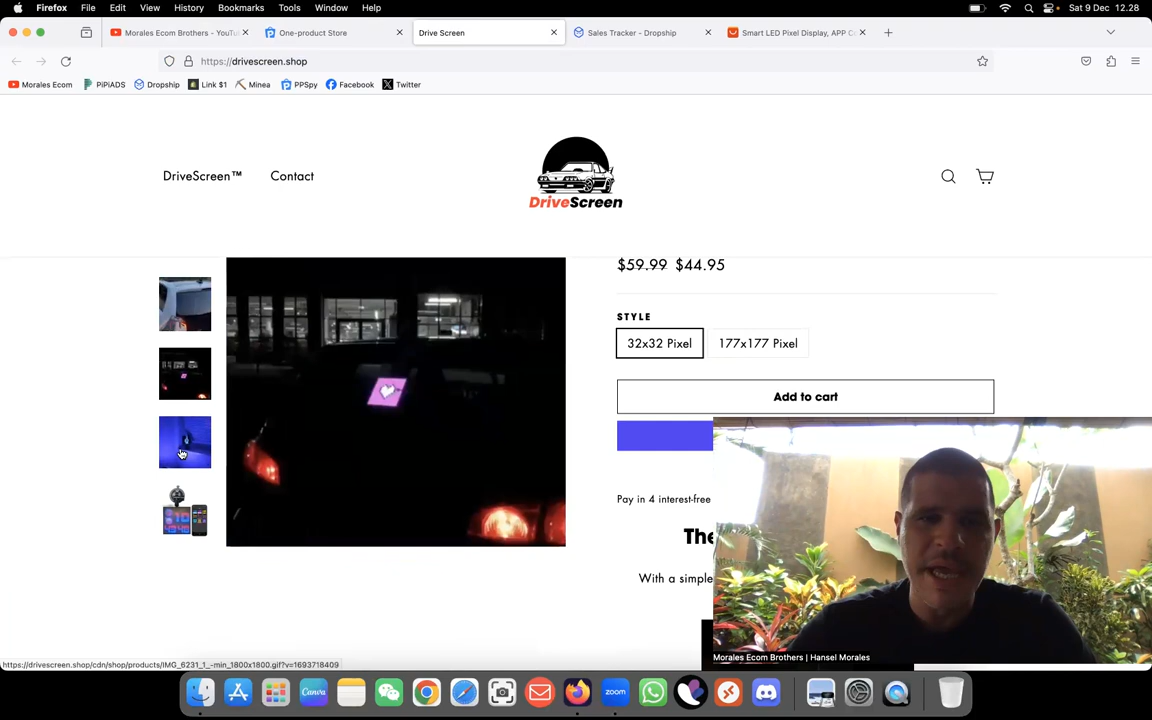 Firefox File Edit View History Bookmarks Tools Window Help Sat 9 Dec 12.28
Morales Ecom Brothers - YouTu One-product Store Drive Screen Sales Tracker - Dropship Smart LED Pixel Display, APP C
https://drivescreen.shop
Morales Ecom PiPiADS Dropship Link $1 Minea PPSpy Facebook Twitter
DriveScreen™ Contact
DriveScreen
$59.99 $44.95
STYLE
32x32 Pixel 177x177 Pixel
Add to cart
Pay in 4 interest-free
The
With a simple
Morales Ecom Brothers | Hansel Morales
https://drivescreen.shop/cdn/shop/products/IMG_6231_1_-min_1800x1800.gif?v=1693718409
Canva zoom